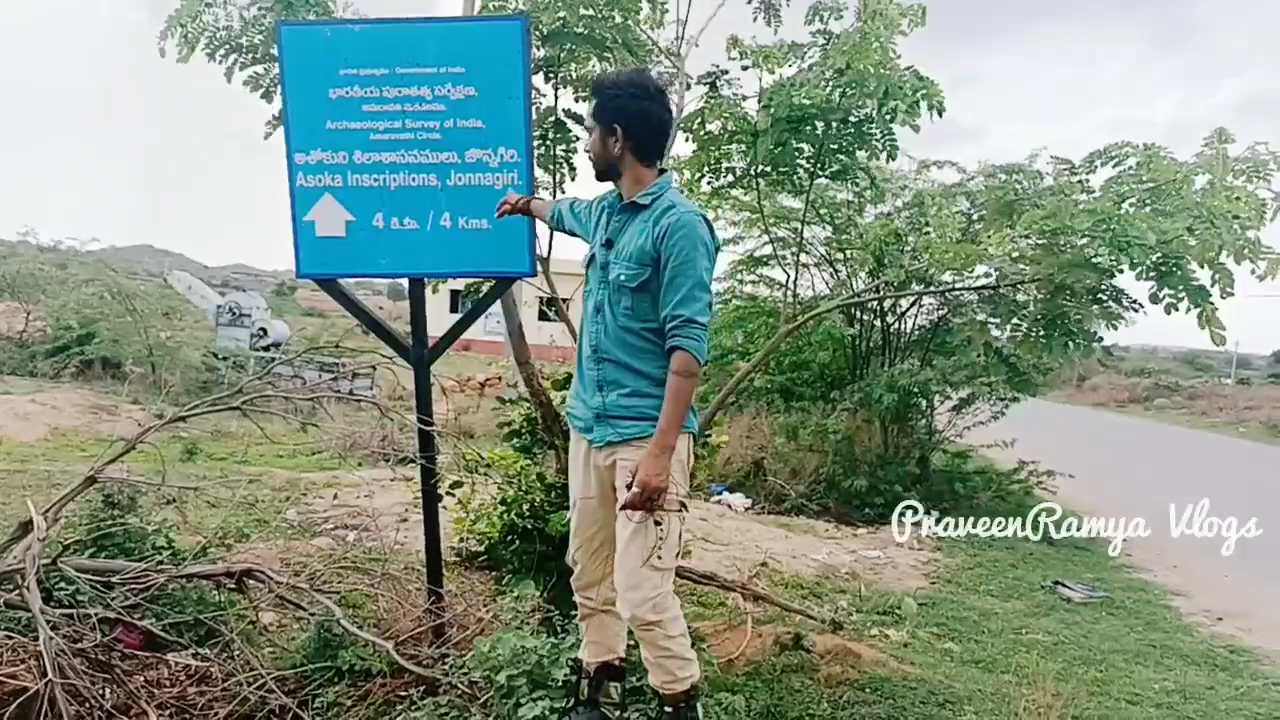 భారత ప్రభుత్వము / Government of India
భారతీయ పురాతత్వ సర్వేక్షణ,
అమరావతి మండలము.
Archaeological Survey of India,
Amaravathi Circle.
అశోకుని శిలాశాసనములు, జొన్నగిరి.
Asoka Inscriptions, Jonnagiri.
4 కి.మీ. / 4 Kms.
PraveenRamya Vlogs